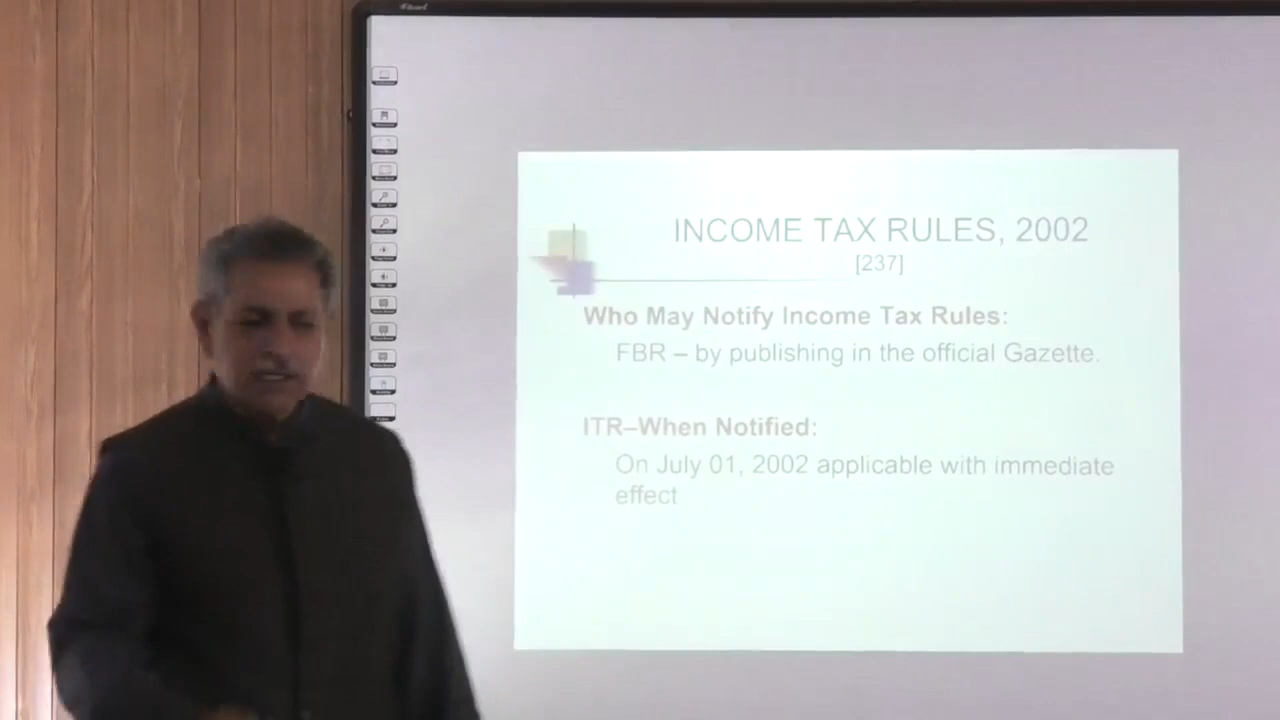 INCOME TAX RULES, 2002
[237]
Who May Notify Income Tax Rules:
FBR – by publishing in the official Gazette.
ITR–When Notified:
On July 01, 2002 applicable with immediate
effect